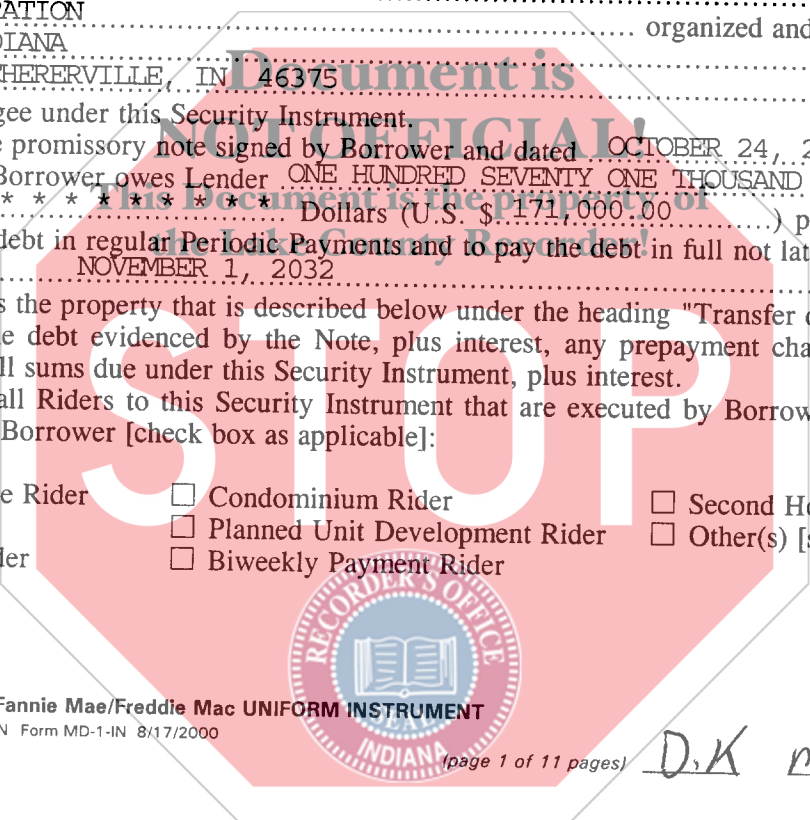 RATION
organized and
DIANA
CHERERVILLE, IN 46375
Document is
gee under this Security Instrument.
NOT OFFICIAL!
e promissory note signed by Borrower and dated OCTOBER 24, 2
Borrower owes Lender ONE HUNDRED SEVENTY ONE THOUSAND
This Document is the property of
* * * * * * * * * * Dollars (U.S. $ 171,000.00 ) p
the Lake County Recorder!
debt in regular Periodic Payments and to pay the debt in full not lat
NOVEMBER 1, 2032
s the property that is described below under the heading "Transfer o
e debt evidenced by the Note, plus interest, any prepayment cha
ll sums due under this Security Instrument, plus interest.
all Riders to this Security Instrument that are executed by Borrow
Borrower [check box as applicable]:
STOP
e Rider □ Condominium Rider □ Second Ho
□ Planned Unit Development Rider □ Other(s) [s
der □ Biweekly Payment Rider
RECORDER'S OFFICE
SEAL
INDIANA
Fannie Mae/Freddie Mac UNIFORM INSTRUMENT
N Form MD-1-IN 8/17/2000
(page 1 of 11 pages) D.K